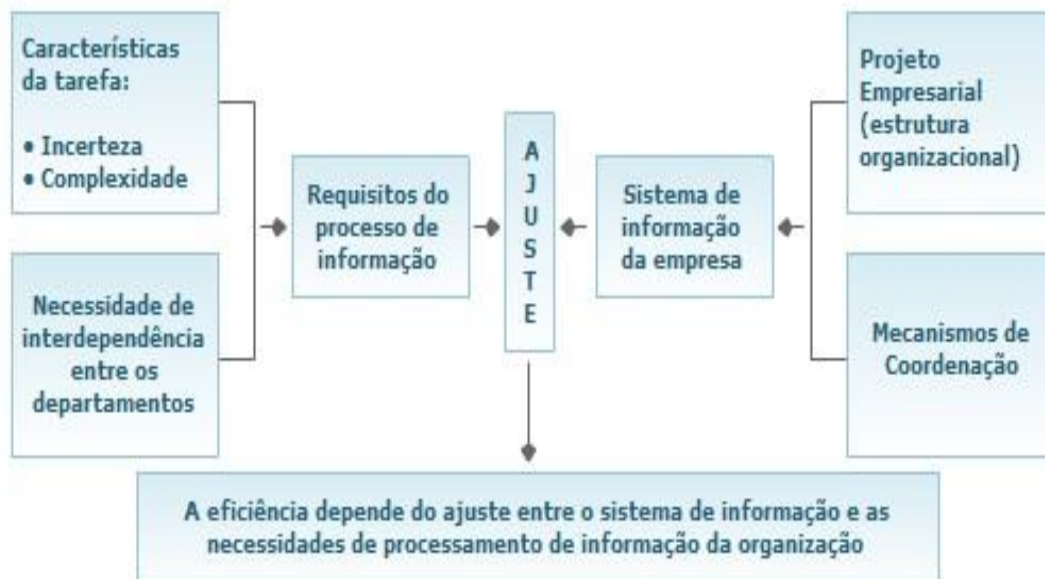 Características
da tarefa:
• Incerteza
• Complexidade
Necessidade de
interdependência
entre os
departamentos
Requisitos do
processo de
informação
A
J
U
S
T
E
Sistema de
informação
da empresa
Projeto
Empresarial
(estrutura
organizacional)
Mecanismos de
Coordenação
A eficiência depende do ajuste entre o sistema de informação e as
necessidades de processamento de informação da organização